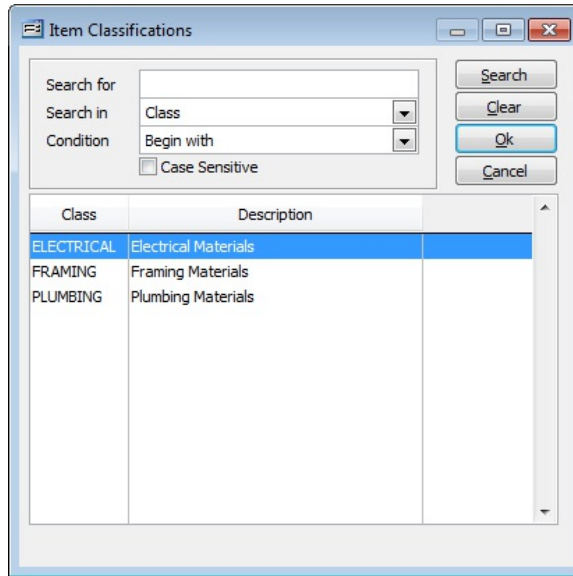 Item Classifications
Search for
Search in Class
Condition Begin with
Case Sensitive
Search
Clear
Ok
Cancel
Class Description
ELECTRICAL Electrical Materials
FRAMING Framing Materials
PLUMBING Plumbing Materials